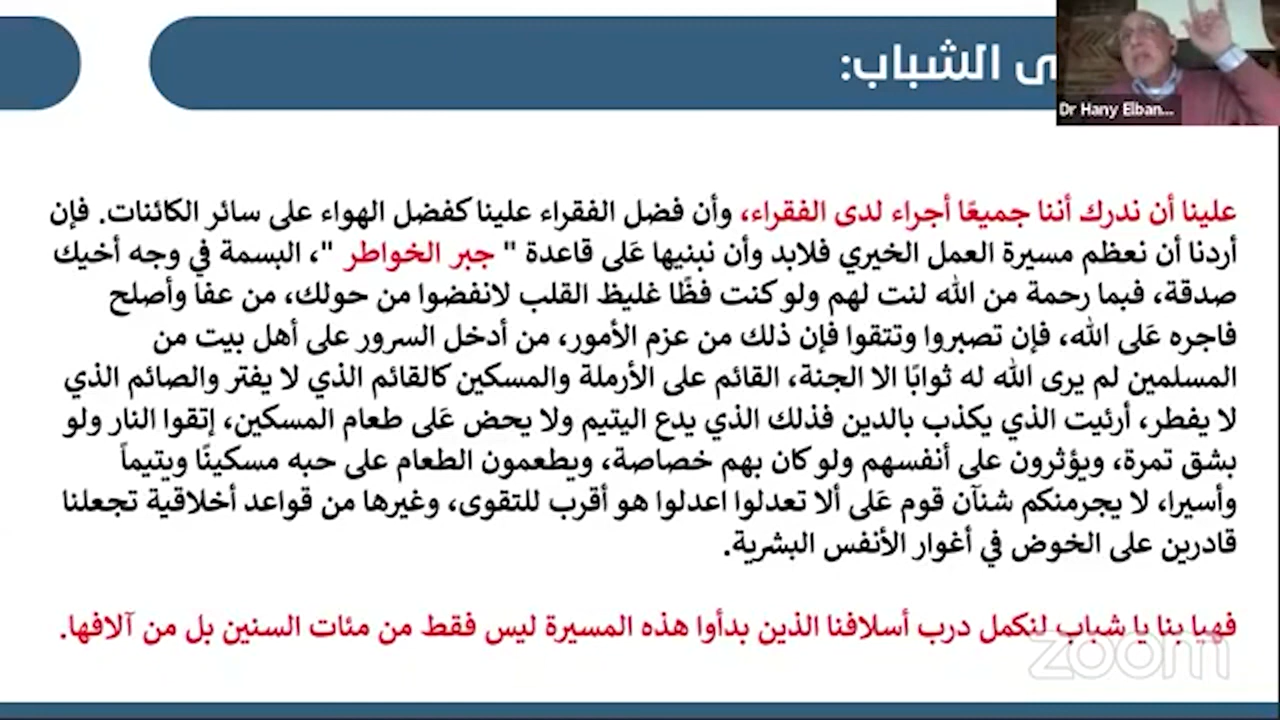 ى الشباب:
Dr Hany Elban...
علينا أن ندرك أننا جميعًا أجراء لدى الفقراء، وأن فضل الفقراء علينا كفضل الهواء على سائر الكائنات. فإن
أردنا أن نعظم مسيرة العمل الخيري فلابد وأن نبنيها عَلى قاعدة " جبر الخواطر "، البسمة في وجه أخيك
صدقة، فبما رحمة من الله لنت لهم ولو كنت فظًا غليظ القلب لانفضوا من حولك، من عفا وأصلح
فاجره عَلى الله، فإن تصبروا وتتقوا فإن ذلك من عزم الأمور، من أدخل السرور على أهل بيت من
المسلمين لم يرى الله له ثوابًا الا الجنة، القائم على الأرملة والمسكين كالقائم الذي لا يفتر والصائم الذي
لا يفطر، أرئيت الذي يكذب بالدين فذلك الذي يدع اليتيم ولا يحض عَلى طعام المسكين، إتقوا النار ولو
بشق تمرة، ويؤثرون على أنفسهم ولو كان بهم خصاصة، ويطعمون الطعام على حبه مسكينًا ويتيماً
وأسيرا، لا يجرمنكم شنآن قوم عَلى ألا تعدلوا اعدلوا هو أقرب للتقوى، وغيرها من قواعد أخلاقية تجعلنا
قادرين على الخوض في أغوار الأنفس البشرية.
فهيا بنا يا شباب لنكمل درب أسلافنا الذين بدأوا هذه المسيرة ليس فقط من مئات السنين بل من آلافها.
zoom